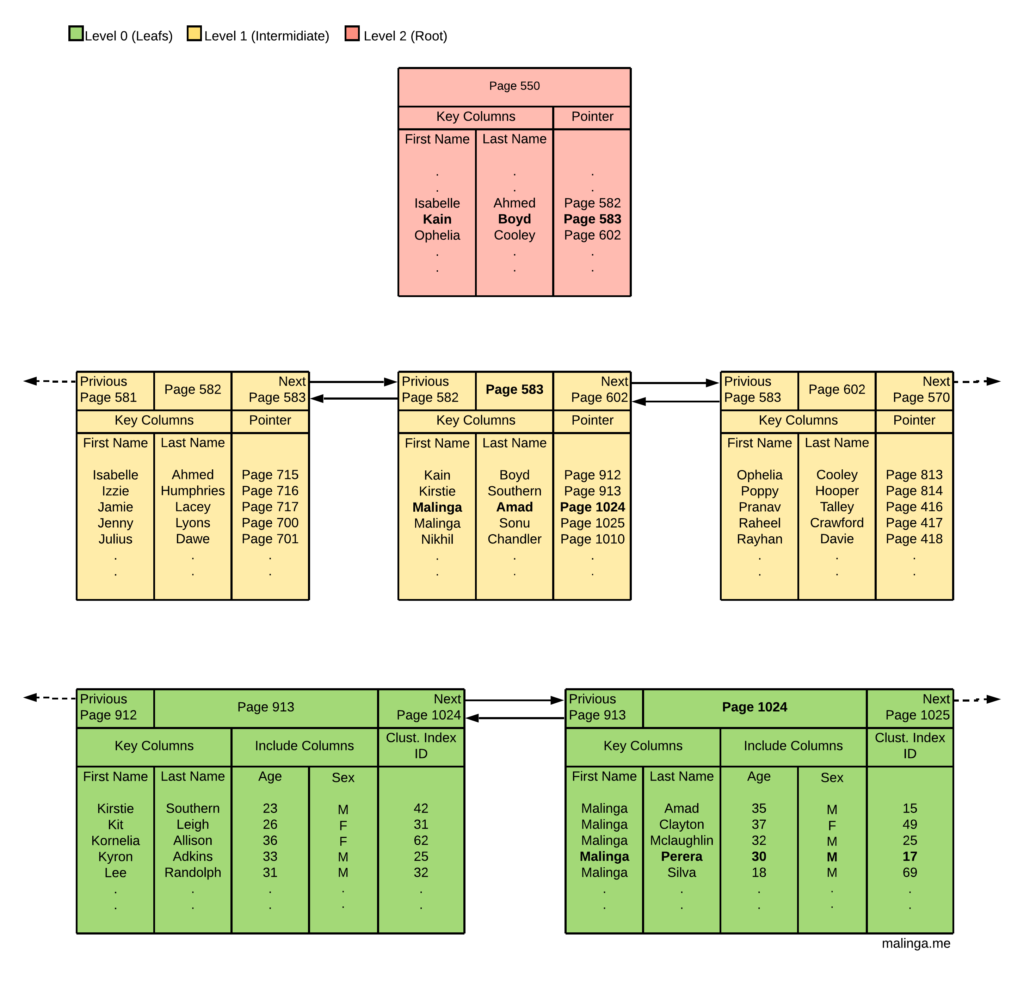 Level 0 (Leafs) Level 1 (Intermidiate) Level 2 (Root)
Page 550
Key Columns Pointer
First Name Last Name
. . .
. . .
Isabelle Ahmed Page 582
Kain Boyd Page 583
Ophelia Cooley Page 602
. . .
. . .
Privious Page 582 Next
Page 581 Page 583
Key Columns Pointer
First Name Last Name
Isabelle Ahmed Page 715
Izzie Humphries Page 716
Jamie Lacey Page 717
Jenny Lyons Page 700
Julius Dawe Page 701
. . .
. . .
Previous Page 583 Next
Page 582 Page 602
Key Columns Pointer
First Name Last Name
Kain Boyd Page 912
Kirstie Southern Page 913
Malinga Amad Page 1024
Malinga Sonu Page 1025
Nikhil Chandler Page 1010
. . .
. . .
Previous Page 602 Next
Page 583 Page 570
Key Columns Pointer
First Name Last Name
Ophelia Cooley Page 813
Poppy Hooper Page 814
Pranav Talley Page 416
Raheel Crawford Page 417
Rayhan Davie Page 418
. . .
. . .
Privious Page 913 Next
Page 912 Page 1024
Key Columns Include Columns Clust. Index
ID
First Name Last Name Age Sex
Kirstie Southern 23 M 42
Kit Leigh 26 F 31
Kornelia Allison 36 F 62
Kyron Adkins 33 M 25
Lee Randolph 31 M 32
. . . . .
. . . . .
Previous Page 1024 Next
Page 913 Page 1025
Key Columns Include Columns Clust. Index
ID
First Name Last Name Age Sex
Malinga Amad 35 M 15
Malinga Clayton 37 F 49
Malinga Mclaughlin 32 M 25
Malinga Perera 30 M 17
Malinga Silva 18 M 69
. . . . .
. . . . .
malinga.me